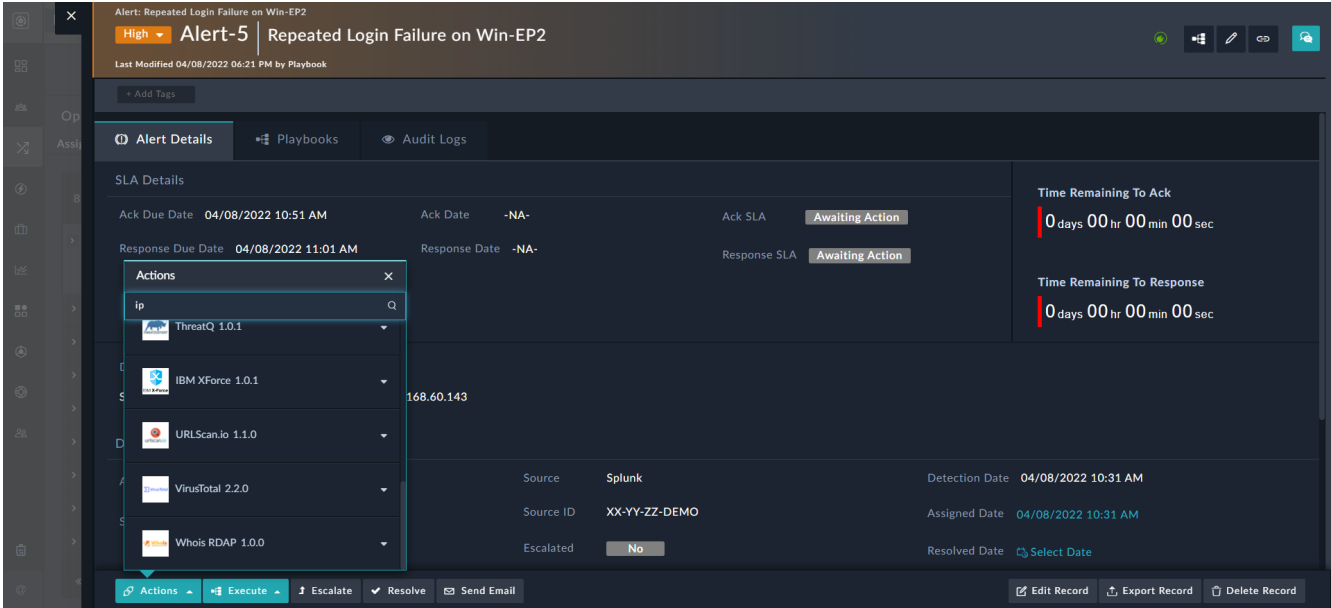 Alert: Repeated Login Failure on Win-EP2
High Alert-5 Repeated Login Failure on Win-EP2
Last Modified 04/08/2022 06:21 PM by Playbook
+ Add Tags
Op
Assi
Alert Details Playbooks Audit Logs
SLA Details
Ack Due Date 04/08/2022 10:51 AM Ack Date -NA- Ack SLA Awaiting Action
Response Due Date 04/08/2022 11:01 AM Response Date -NA- Response SLA Awaiting Action
Time Remaining To Ack
0 days 00 hr 00 min 00 sec
Time Remaining To Response
0 days 00 hr 00 min 00 sec
Actions
ip
ThreatQ 1.0.1
IBM XForce 1.0.1
168.60.143
URLScan.io 1.1.0
VirusTotal 2.2.0
Whois RDAP 1.0.0
Source Splunk Detection Date 04/08/2022 10:31 AM
Source ID XX-YY-ZZ-DEMO Assigned Date 04/08/2022 10:31 AM
Escalated No Resolved Date Select Date
Actions Execute Escalate Resolve Send Email Edit Record Export Record Delete Record